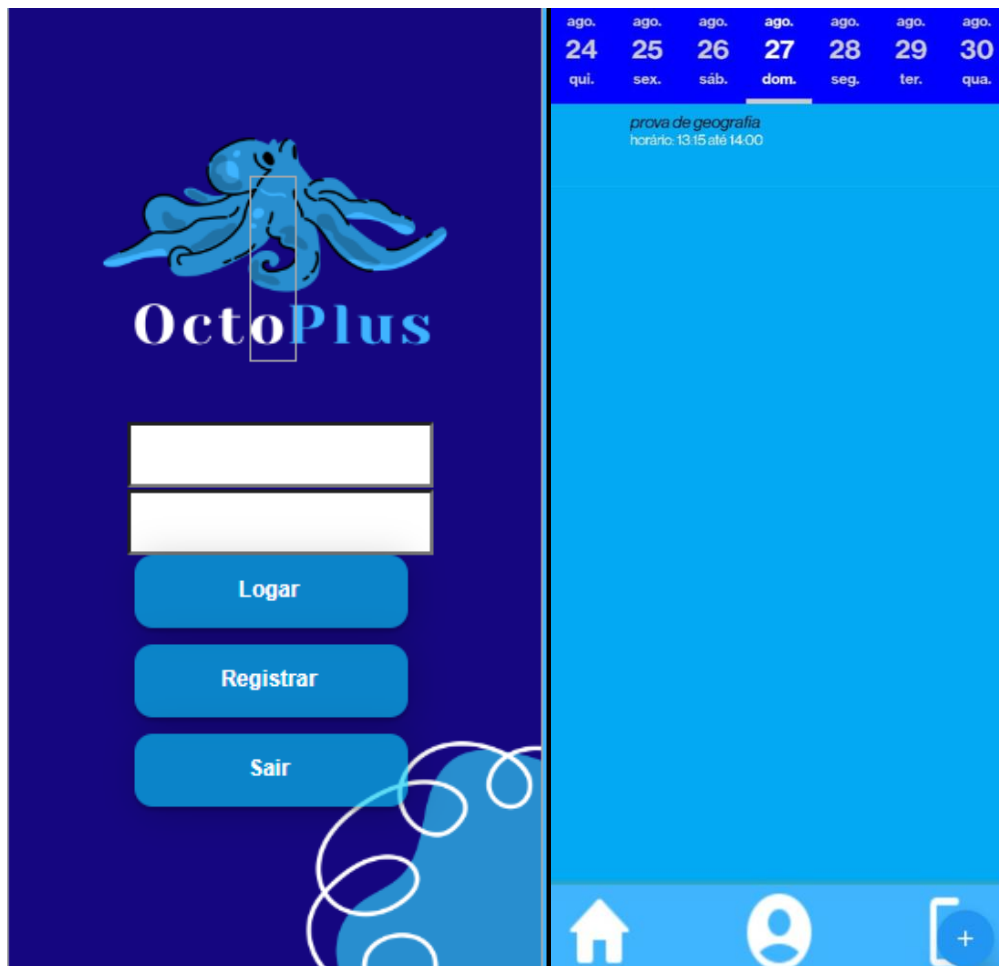 OctoPlus
Logar
Registrar
Sair
ago. ago. ago. ago. ago. ago. ago.
24 25 26 27 28 29 30
qui. sex. sáb. dom. seg. ter. qua.
prova de geografia
horário: 13:15 até 14:00
+